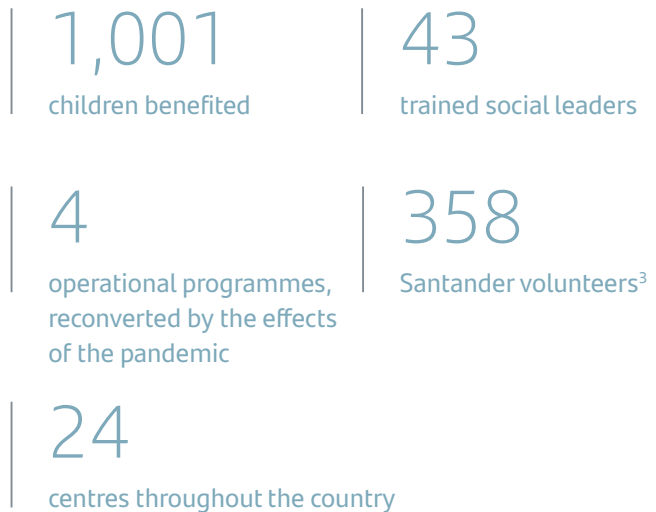 1,001
children benefited
43
trained social leaders
4
operational programmes,
reconverted by the effects
of the pandemic
358
Santander volunteers³
24
centres throughout the country